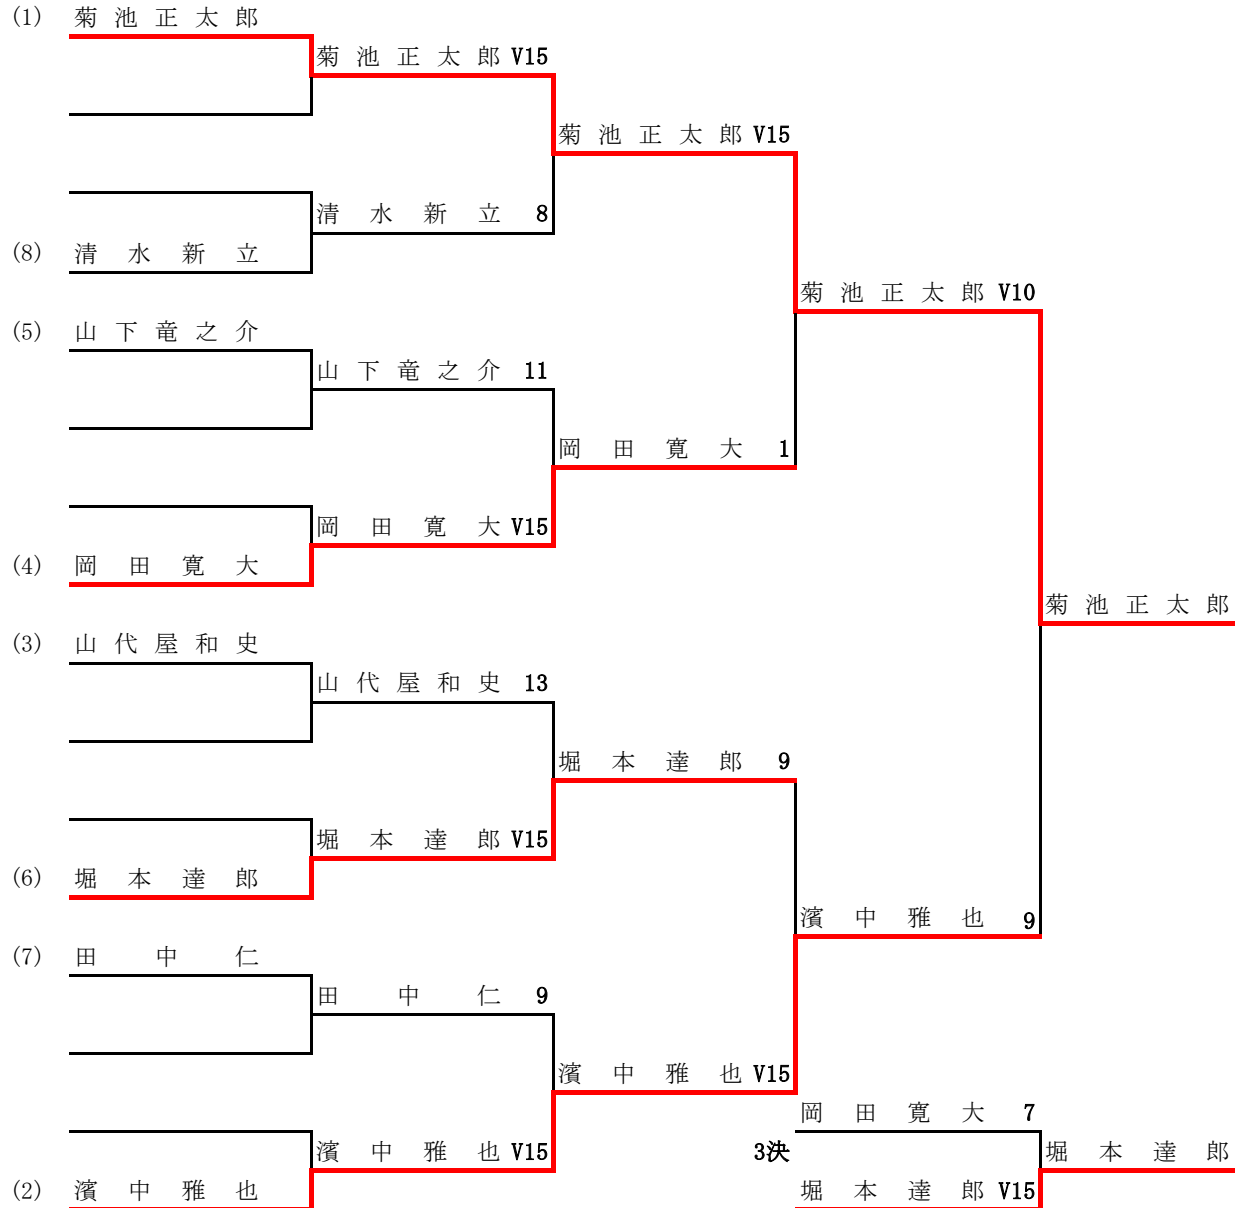 (1) 菊池正太郎
菊池正太郎 V15
菊池正太郎 V15
清水新立 8
(8) 清水新立
菊池正太郎 V10
(5) 山下竜之介
山下竜之介 11
岡田寛大 1
岡田寛大 V15
(4) 岡田寛大
菊池正太郎
(3) 山代屋和史
山代屋和史 13
堀本達郎 9
堀本達郎 V15
(6) 堀本達郎
濱中雅也 9
(7) 田中仁
田中仁 9
濱中雅也 V15
岡田寛大 7
濱中雅也 V15
3決
堀本達郎
(2) 濱中雅也
堀本達郎 V15